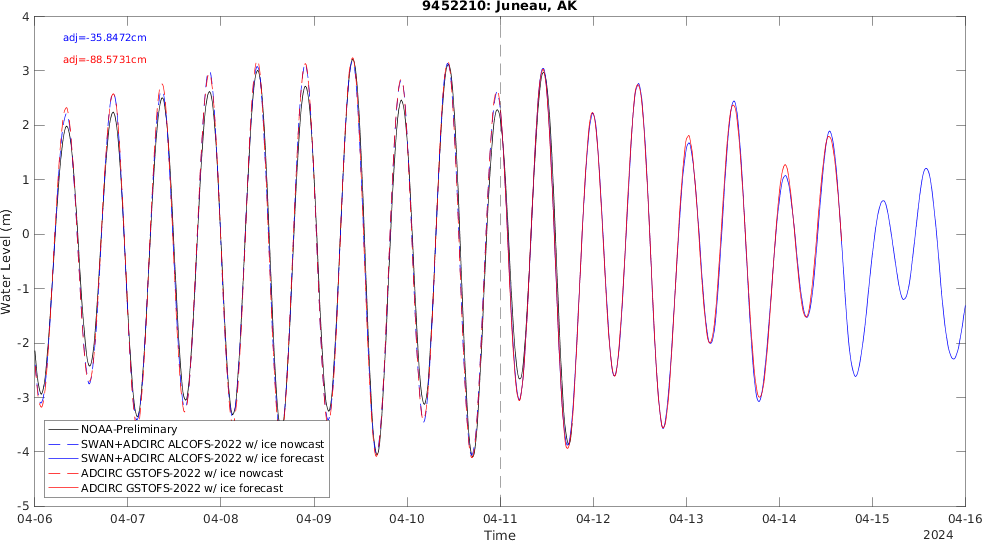 9452210: Juneau, AK
adj=-35.8472cm
adj=-88.5731cm
4
3
2
1
0
-1
-2
-3
-4
-5
Water Level (m)
NOAA-Preliminary
SWAN+ADCIRC ALCOFS-2022 w/ ice nowcast
SWAN+ADCIRC ALCOFS-2022 w/ ice forecast
ADCIRC GSTOFS-2022 w/ ice nowcast
ADCIRC GSTOFS-2022 w/ ice forecast
04-06 04-07 04-08 04-09 04-10 04-11 04-12 04-13 04-14 04-15 04-16
Time
2024